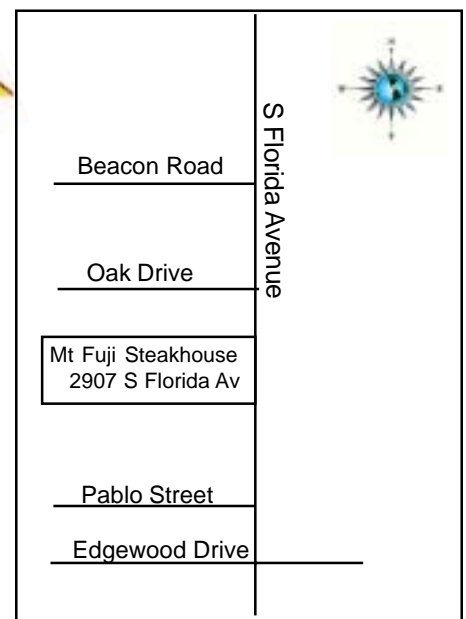 S Florida Avenue
Beacon Road
Oak Drive
Mt Fuji Steakhouse
2907 S Florida Av
Pablo Street
Edgewood Drive